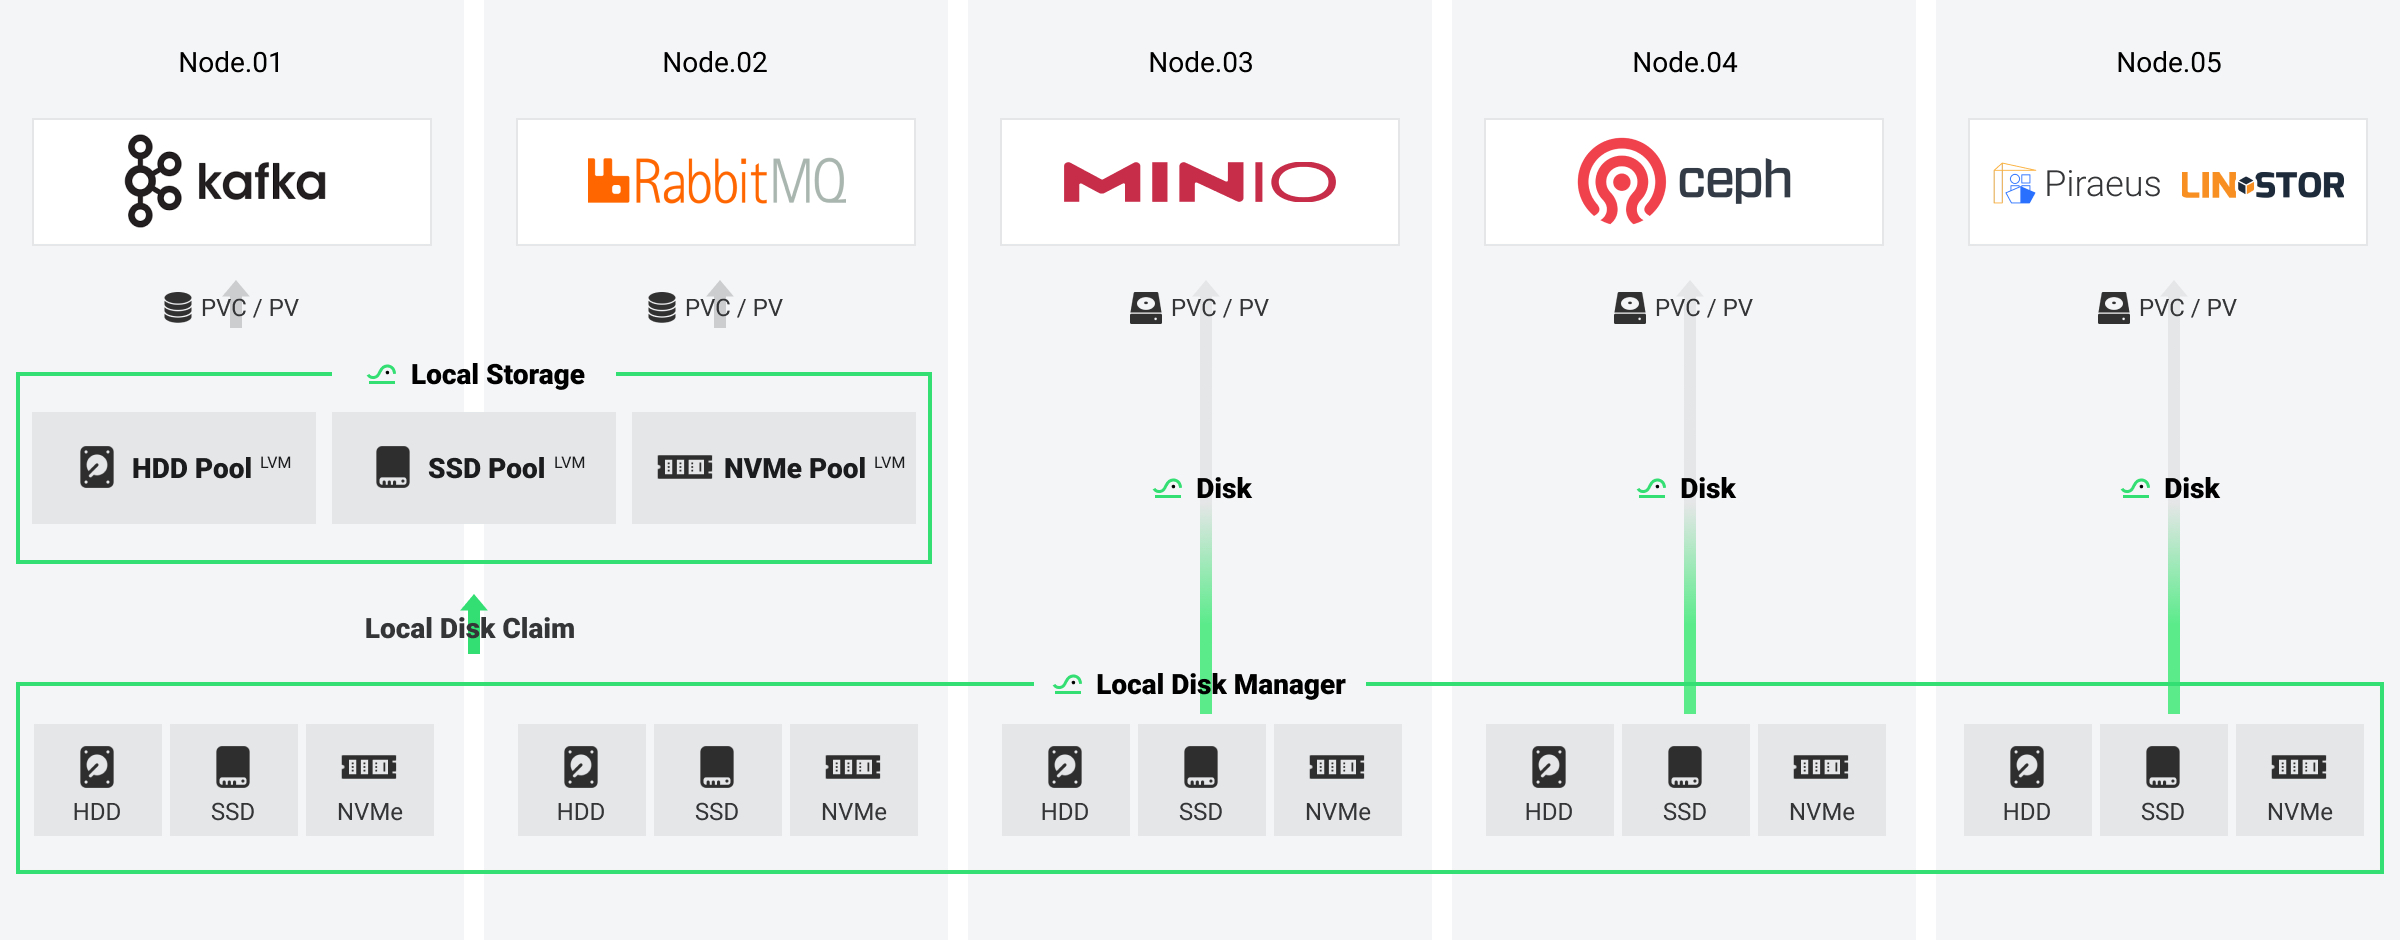 Node.01
Node.02
Node.03
Node.04
Node.05
kafka
RabbitMQ
MINIO
ceph
Piraeus
LINSTOR
PVC / PV
PVC / PV
PVC / PV
PVC / PV
PVC / PV
Local Storage
HDD Pool LVM
SSD Pool LVM
NVMe Pool LVM
Disk
Disk
Disk
Local Disk Claim
Local Disk Manager
HDD
SSD
NVMe
HDD
SSD
NVMe
HDD
SSD
NVMe
HDD
SSD
NVMe
HDD
SSD
NVMe